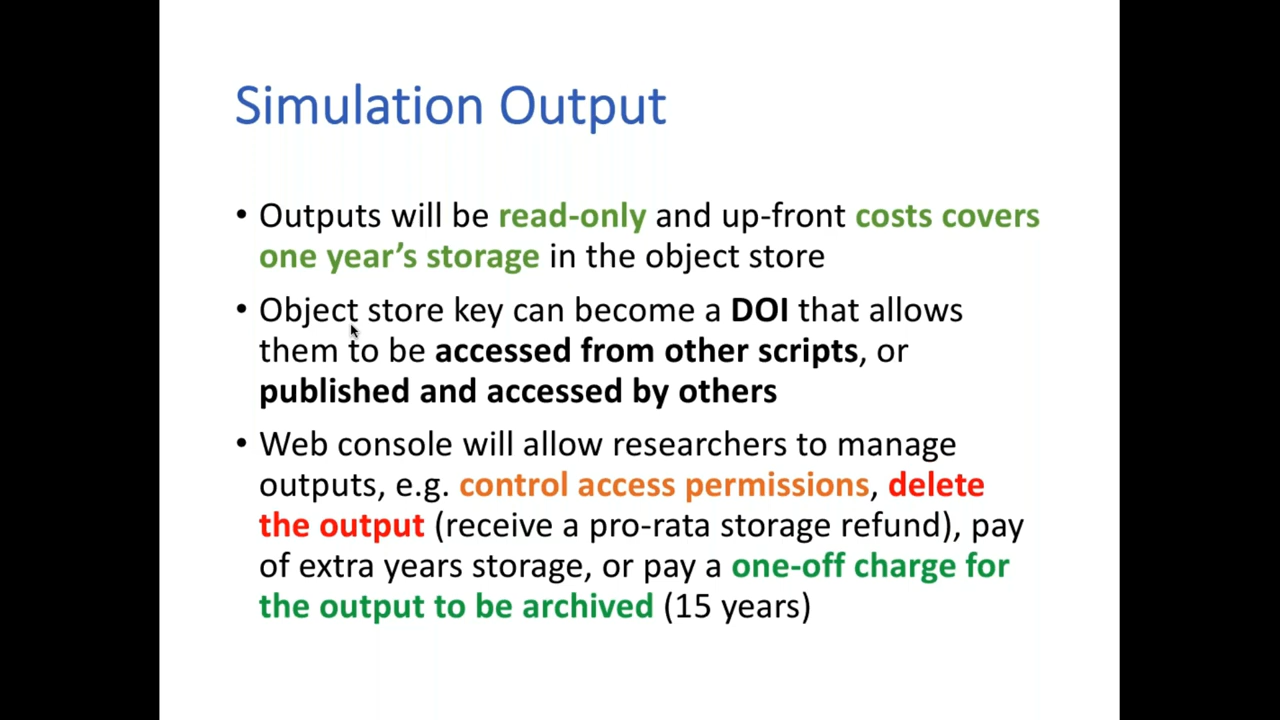 Simulation Output
• Outputs will be read-only and up-front costs covers
one year’s storage in the object store
• Object store key can become a DOI that allows
them to be accessed from other scripts, or
published and accessed by others
• Web console will allow researchers to manage
outputs, e.g. control access permissions, delete
the output (receive a pro-rata storage refund), pay
of extra years storage, or pay a one-off charge for
the output to be archived (15 years)